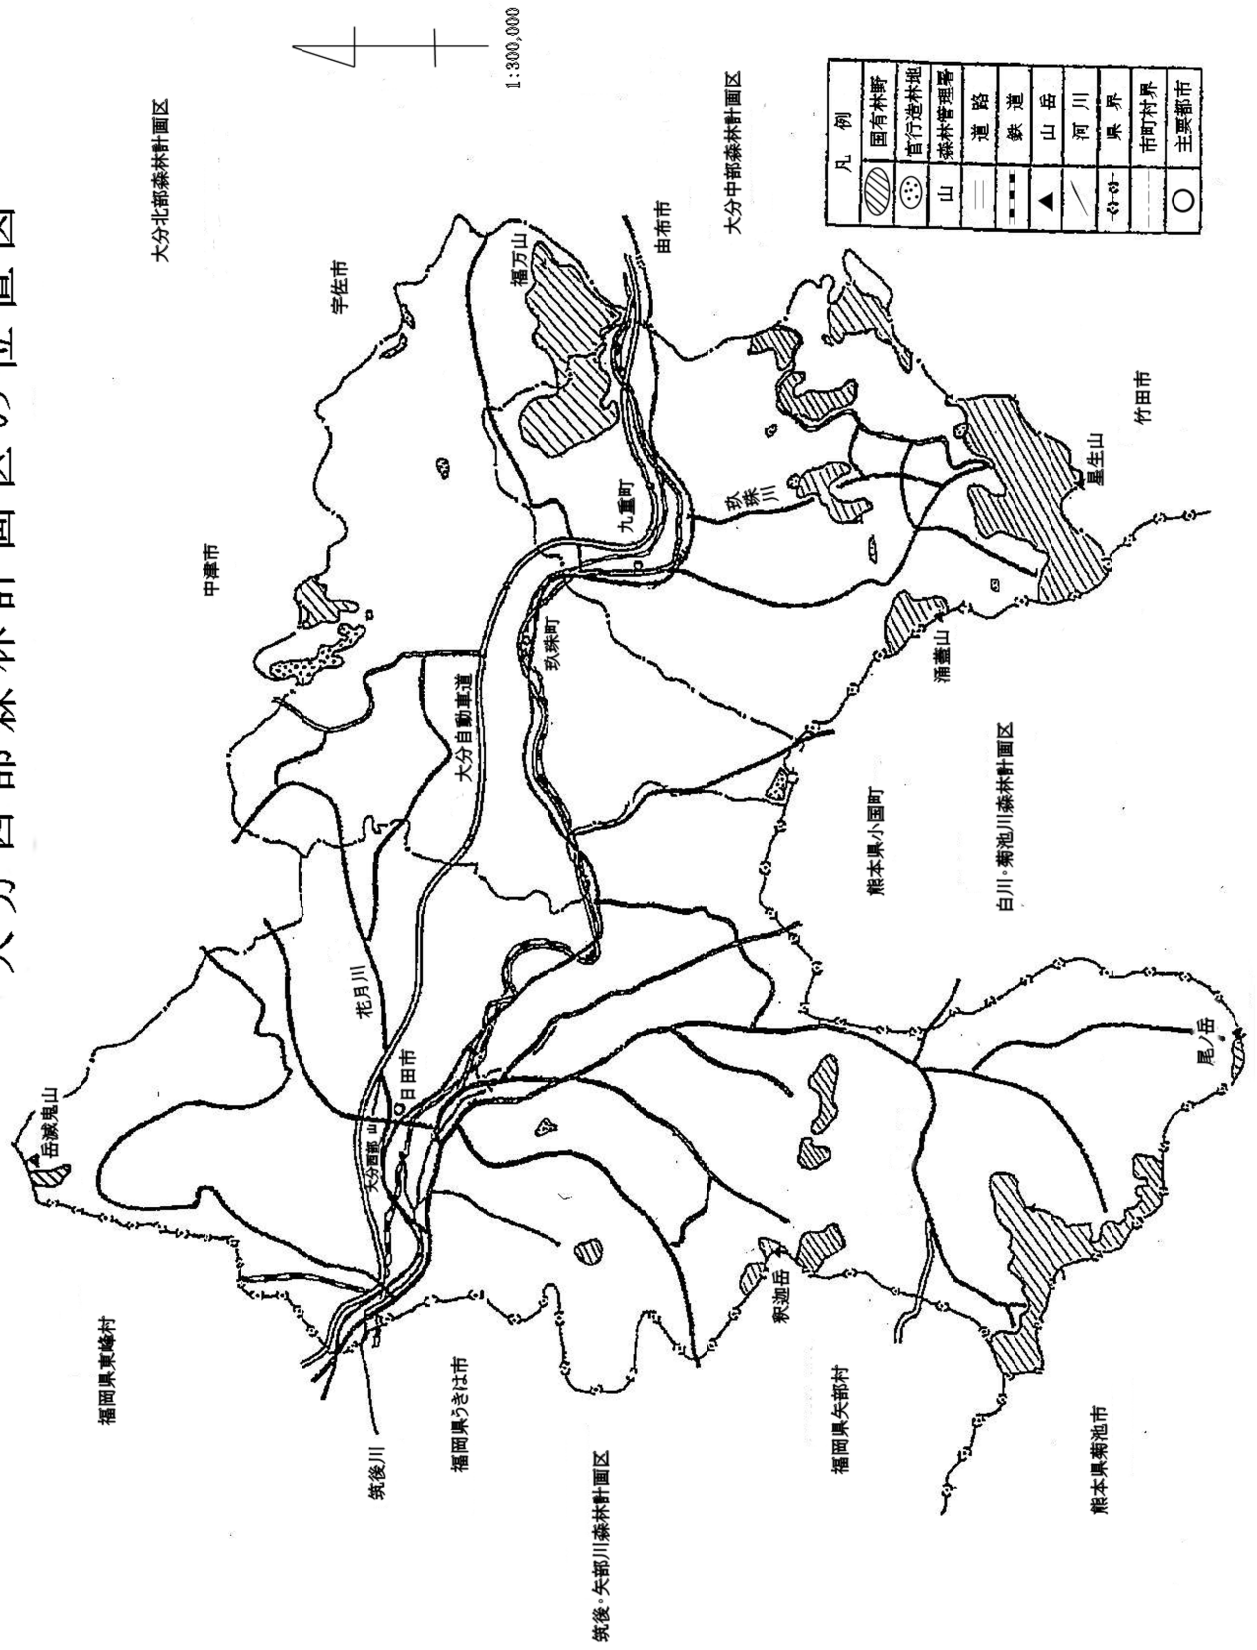 大分西部森林計画区の位置図
1:300,000
大分北部森林計画区
宇佐市
中津市
福万山
由布市
大分中部森林計画区
凡例
国有林野
官行造林地
山 森林管理署
道路
鉄道
山岳
河川
県界
市町村界
主要都市
九重町
玖珠川
竹田市
星生山
玖珠町
大分自動車道
涌蓋山
熊本県小国町
白川・菊池川森林計画区
花月川
日田市
大分西部 山
岳滅鬼山
尾ノ岳
釈迦岳
福岡県東峰村
筑後川
福岡県うきは市
筑後・矢部川森林計画区
福岡県矢部村
熊本県菊池市